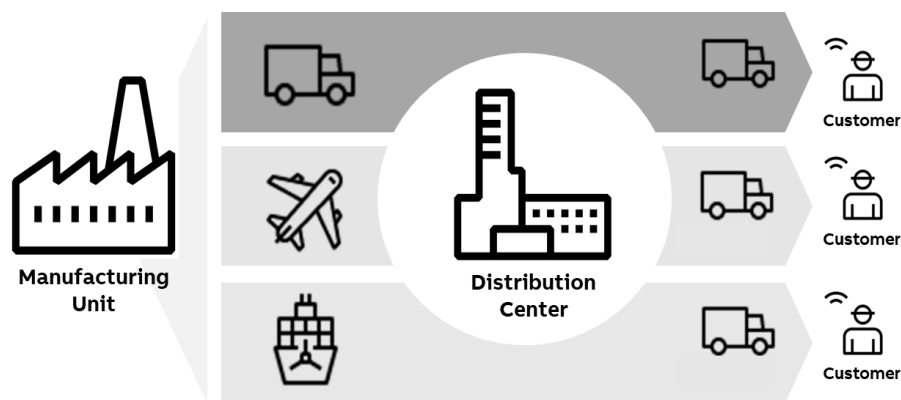 Manufacturing
Unit
Distribution
Center
Customer
Customer
Customer